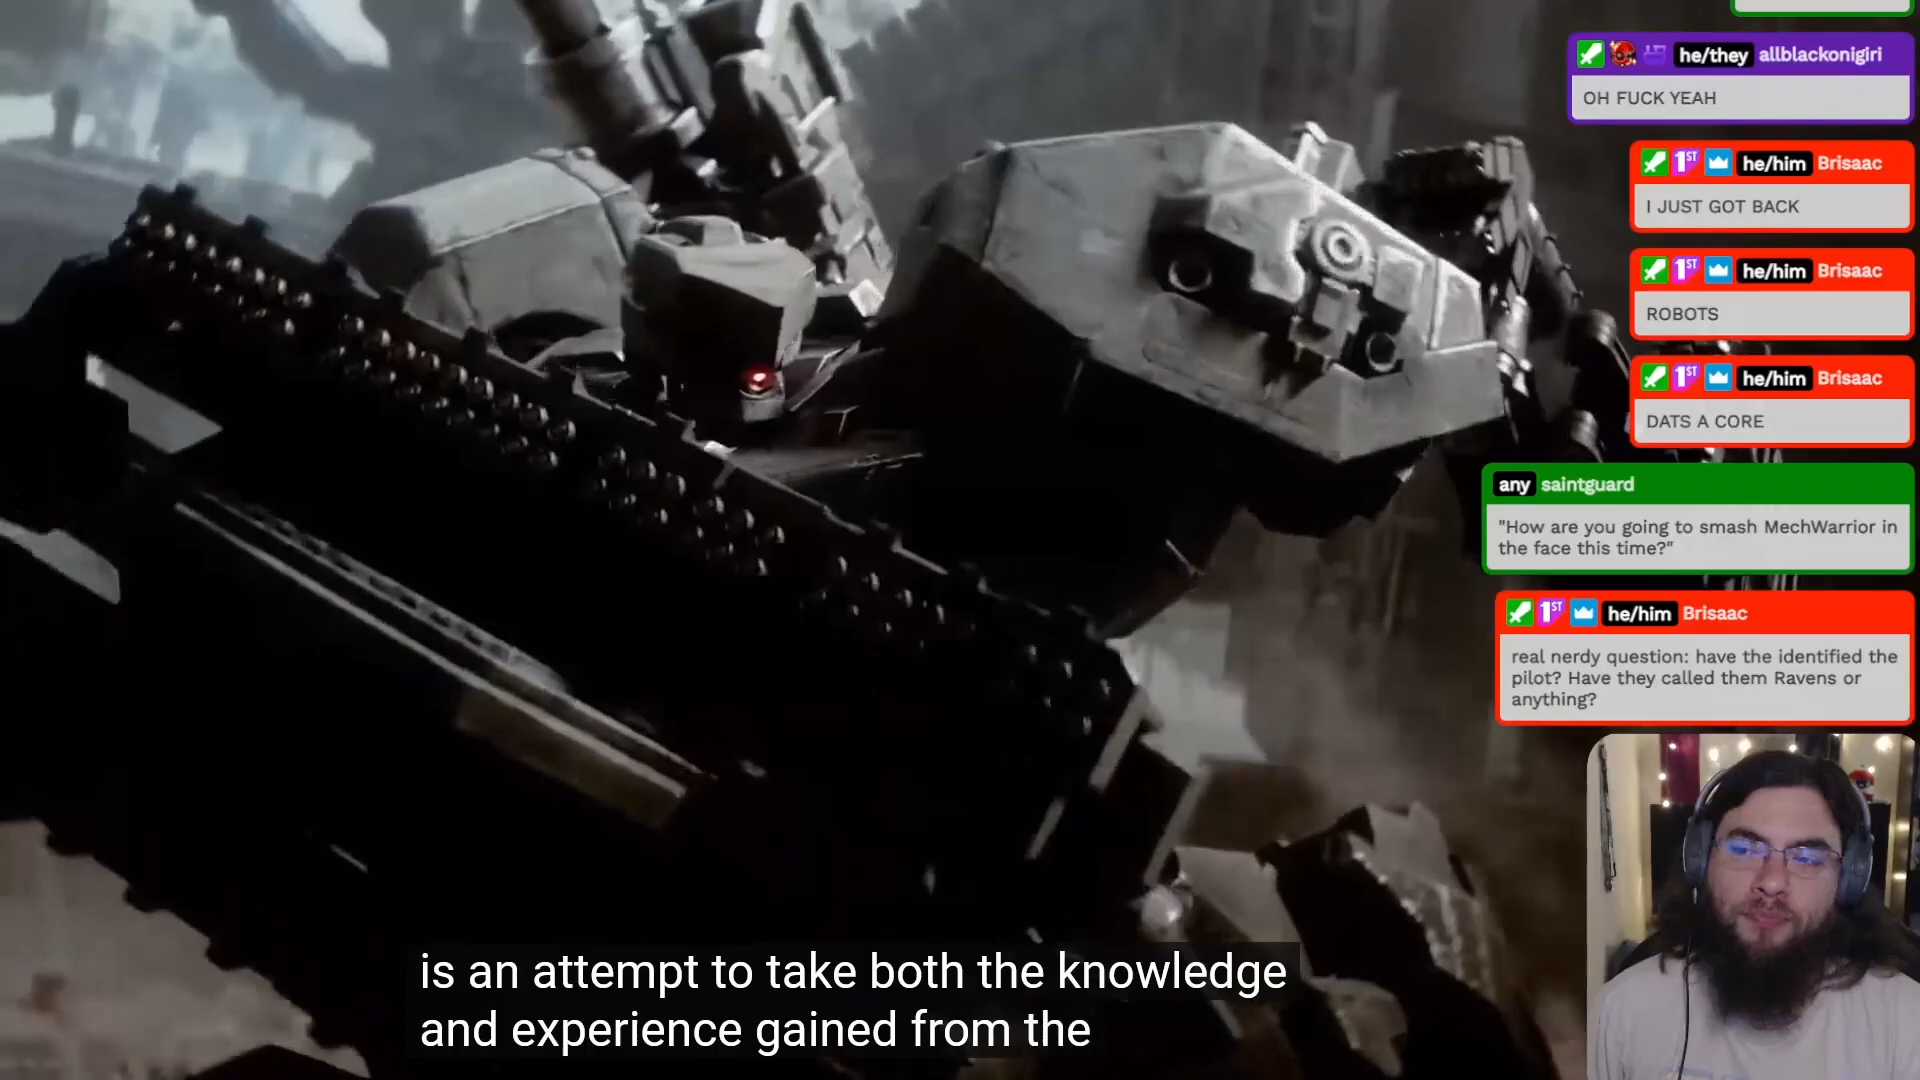 he/they allblackonigiri
OH FUCK YEAH
1ST he/him Brisaac
I JUST GOT BACK
1ST he/him Brisaac
ROBOTS
1ST he/him Brisaac
DATS A CORE
any saintguard
"How are you going to smash MechWarrior in
the face this time?"
1ST he/him Brisaac
real nerdy question: have the identified the
pilot? Have they called them Ravens or
anything?
is an attempt to take both the knowledge
and experience gained from the